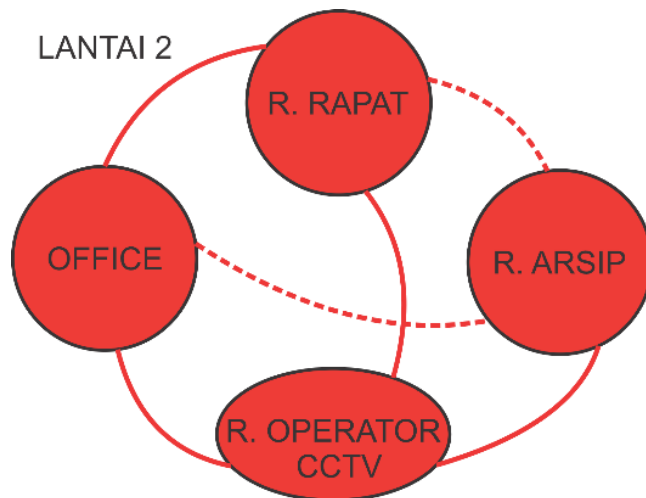 LANTAI 2
R. RAPAT
OFFICE
R. ARSIP
R. OPERATOR
CCTV